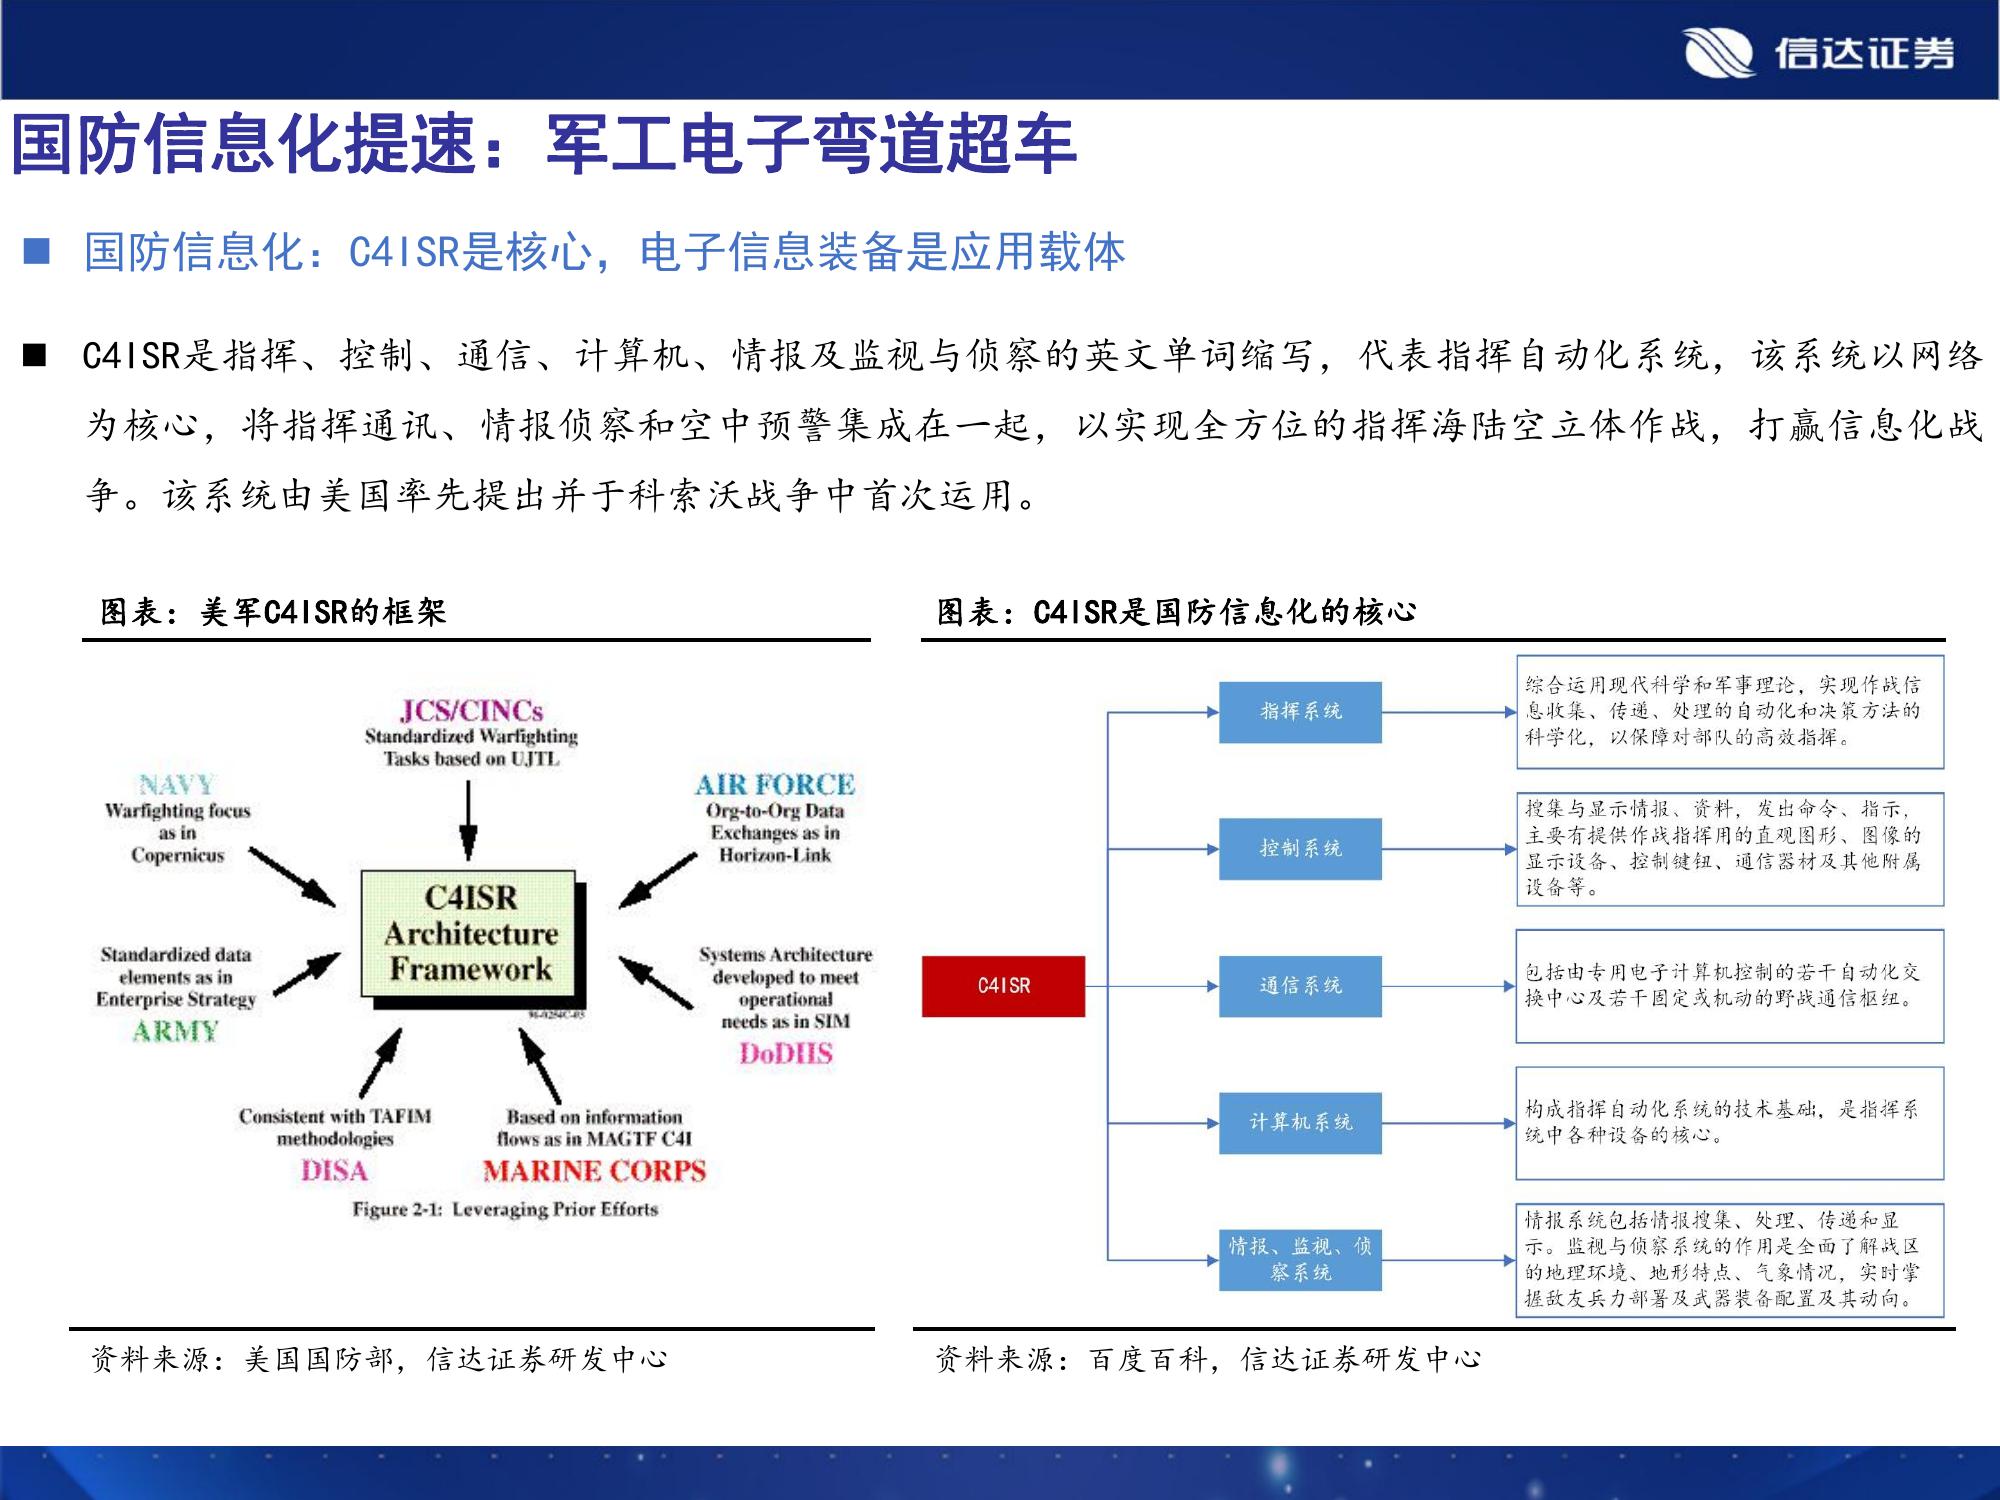 信达证券
国防信息化提速：军工电子弯道超车
国防信息化：C4ISR是核心，电子信息装备是应用载体
C4ISR是指挥、控制、通信、计算机、情报及监视与侦察的英文单词缩写，代表指挥自动化系统，该系统以网络
为核心，将指挥通讯、情报侦察和空中预警集成在一起，以实现全方位的指挥海陆空立体作战，打赢信息化战
争。该系统由美国率先提出并于科索沃战争中首次运用。
图表：美军C4ISR的框架
JCS/CINCs
Standardized Warfighting
Tasks based on UJTL
NAVY
Warfighting focus
as in
Copernicus
AIR FORCE
Org-to-Org Data
Exchanges as in
Horizon-Link
C4ISR
Architecture
Framework
96-0254C-03
Standardized data
elements as in
Enterprise Strategy
ARMY
Systems Architecture
developed to meet
operational
needs as in SIM
DoDIIS
Consistent with TAFIM
methodologies
DISA
Based on information
flows as in MAGTF C4I
MARINE CORPS
Figure 2-1: Leveraging Prior Efforts
资料来源：美国国防部，信达证券研发中心
图表：C4ISR是国防信息化的核心
C4ISR
指挥系统
综合运用现代科学和军事理论，实现作战信
息收集、传递、处理的自动化和决策方法的
科学化，以保障对部队的高效指挥。
控制系统
搜集与显示情报、资料，发出命令、指示，
主要有提供作战指挥用的直观图形、图像的
显示设备、控制键钮、通信器材及其他附属
设备等。
通信系统
包括由专用电子计算机控制的若干自动化交
换中心及若干固定或机动的野战通信枢纽。
计算机系统
构成指挥自动化系统的技术基础，是指挥系
统中各种设备的核心。
情报、监视、侦
察系统
情报系统包括情报搜集、处理、传递和显
示。监视与侦察系统的作用是全面了解战区
的地理环境、地形特点、气象情况，实时掌
握敌友兵力部署及武器装备配置及其动向。
资料来源：百度百科，信达证券研发中心